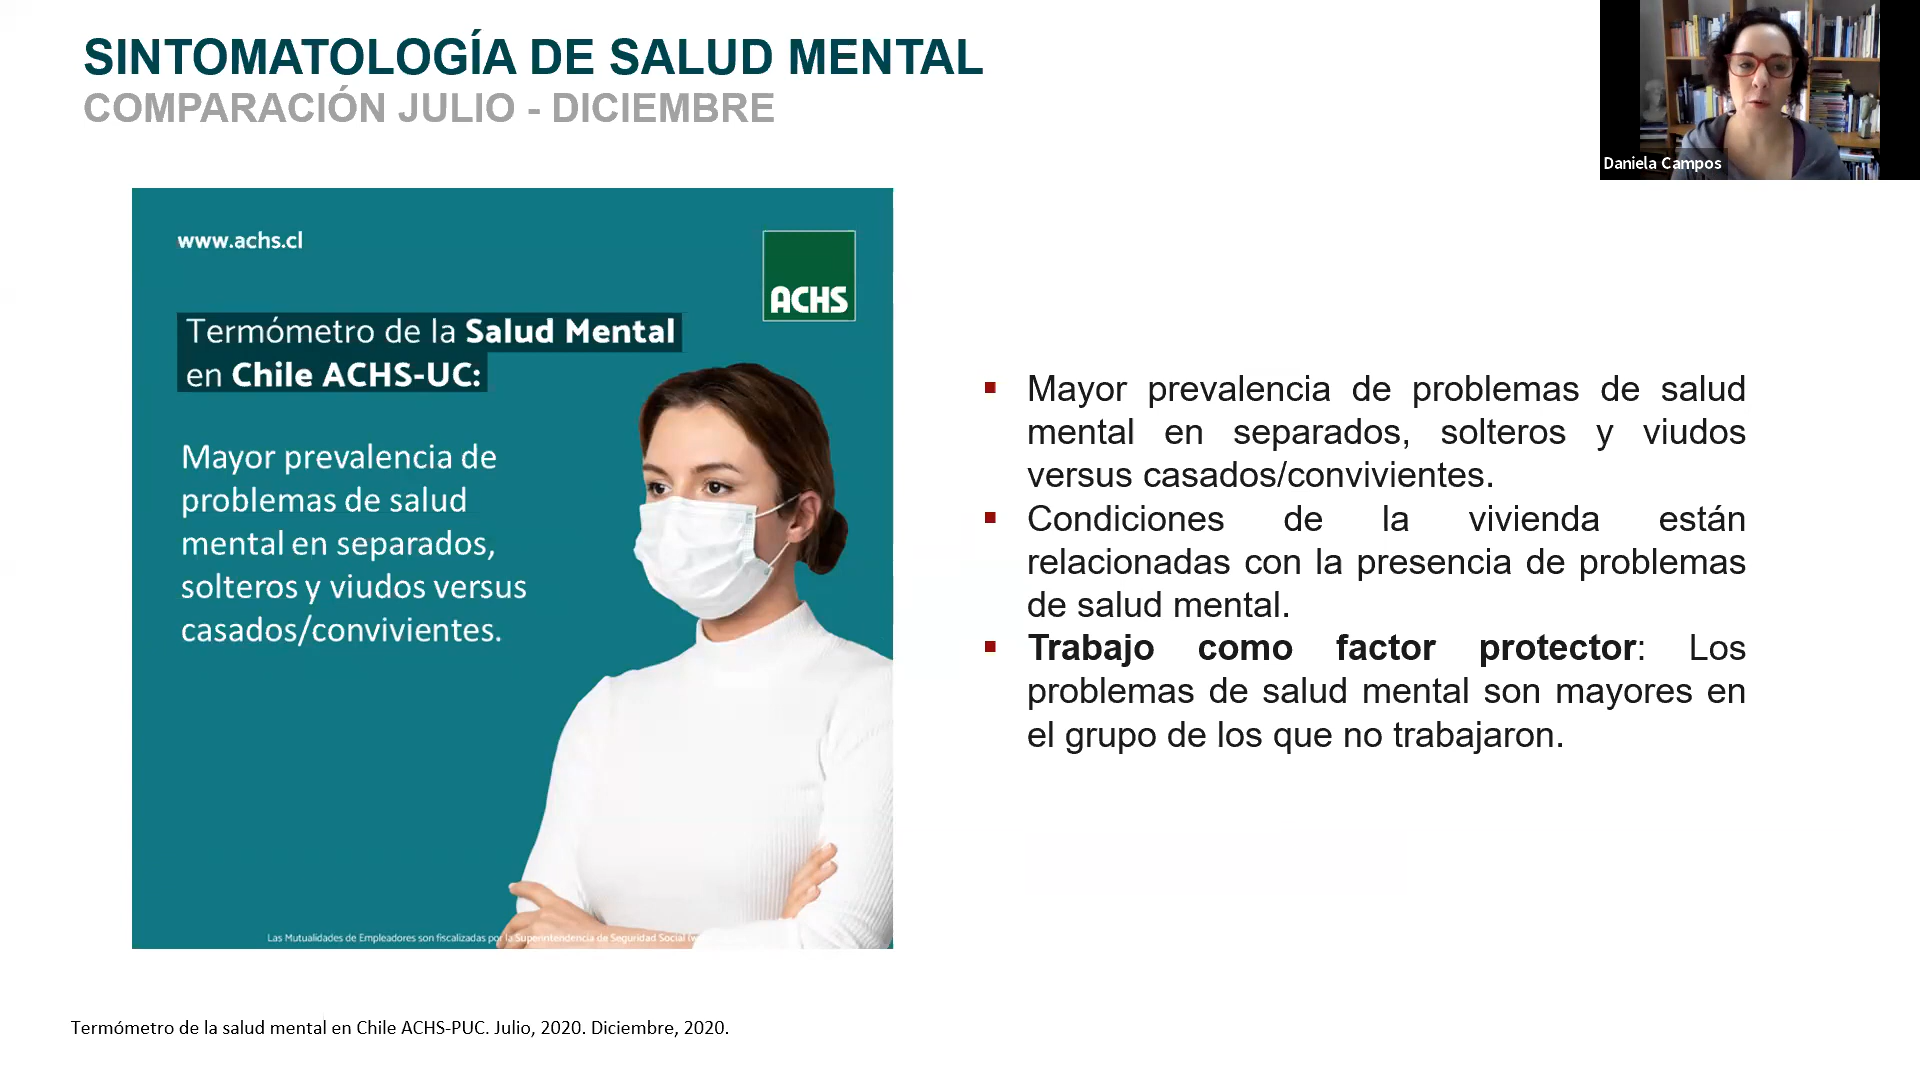 SINTOMATOLOGÍA DE SALUD MENTAL
COMPARACIÓN JULIO - DICIEMBRE
Daniela Campos
www.achs.cl
ACHS
Termómetro de la Salud Mental
en Chile ACHS-UC:
Mayor prevalencia de
problemas de salud
mental en separados,
solteros y viudos versus
casados/convivientes.
Las Mutualidades de Empleadores son fiscalizadas por la Superintendencia de Seguridad Social
▪ Mayor prevalencia de problemas de salud
mental en separados, solteros y viudos
versus casados/convivientes.
▪ Condiciones de la vivienda están
relacionadas con la presencia de problemas
de salud mental.
▪ Trabajo como factor protector: Los
problemas de salud mental son mayores en
el grupo de los que no trabajaron.
Termómetro de la salud mental en Chile ACHS-PUC. Julio, 2020. Diciembre, 2020.